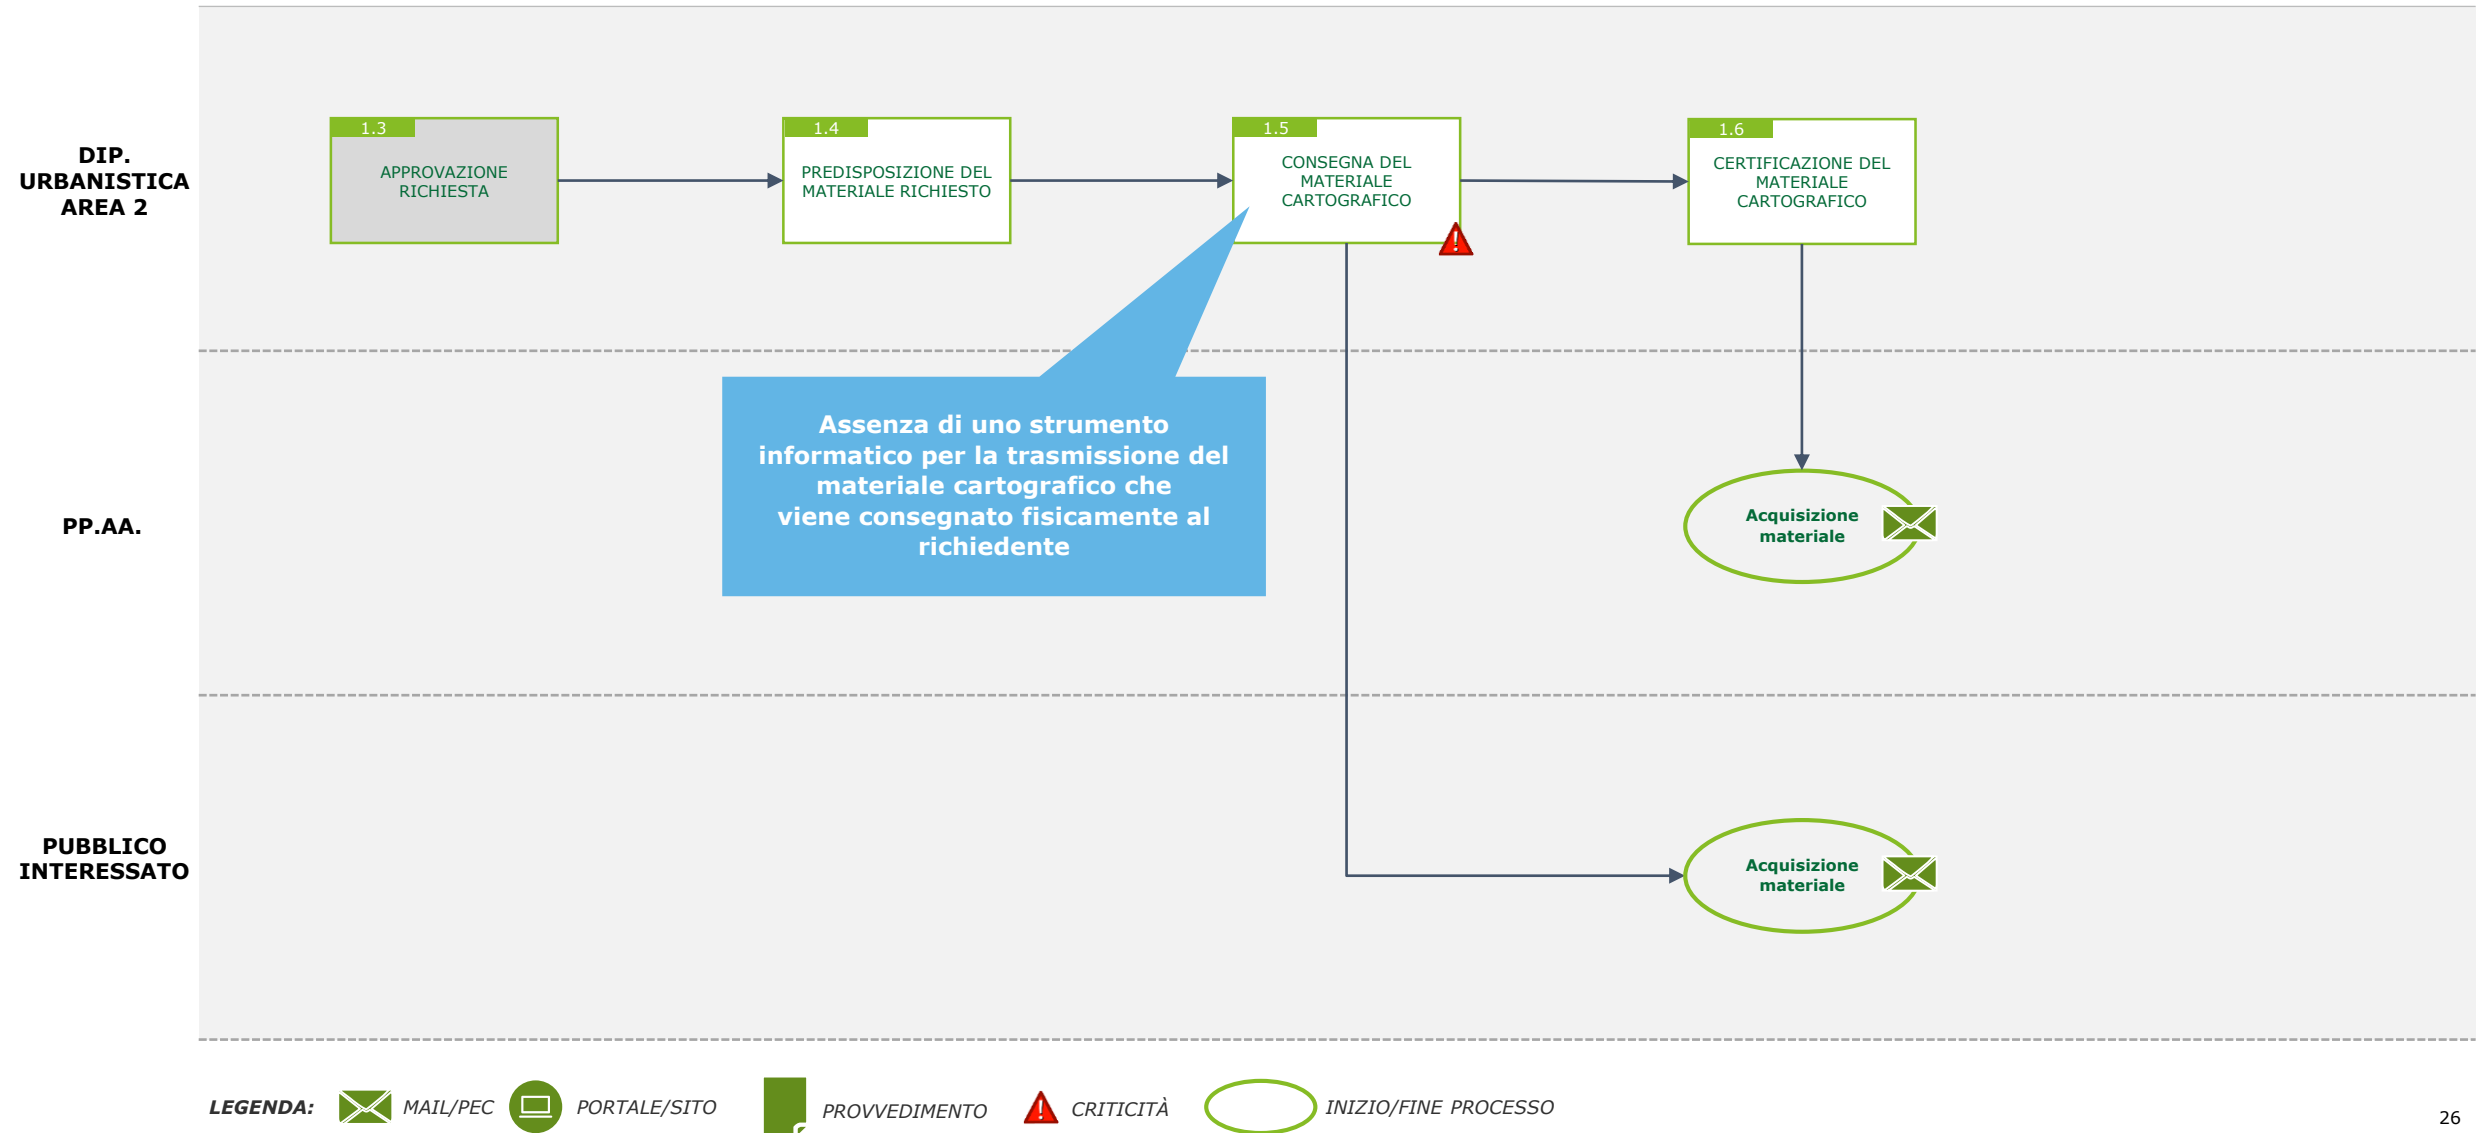 DIP.
URBANISTICA
AREA 2
1.3
APPROVAZIONE
RICHIESTA
1.4
PREDISPOSIZIONE DEL
MATERIALE RICHIESTO
1.5
CONSEGNA DEL
MATERIALE
CARTOGRAFICO
1.6
CERTIFICAZIONE DEL
MATERIALE
CARTOGRAFICO
Assenza di uno strumento
informatico per la trasmissione del
materiale cartografico che
viene consegnato fisicamente al
richiedente
PP.AA.
Acquisizione
materiale
PUBBLICO
INTERESSATO
Acquisizione
materiale
LEGENDA:
MAIL/PEC
PORTALE/SITO
PROVVEDIMENTO
CRITICITÀ
INIZIO/FINE PROCESSO
26